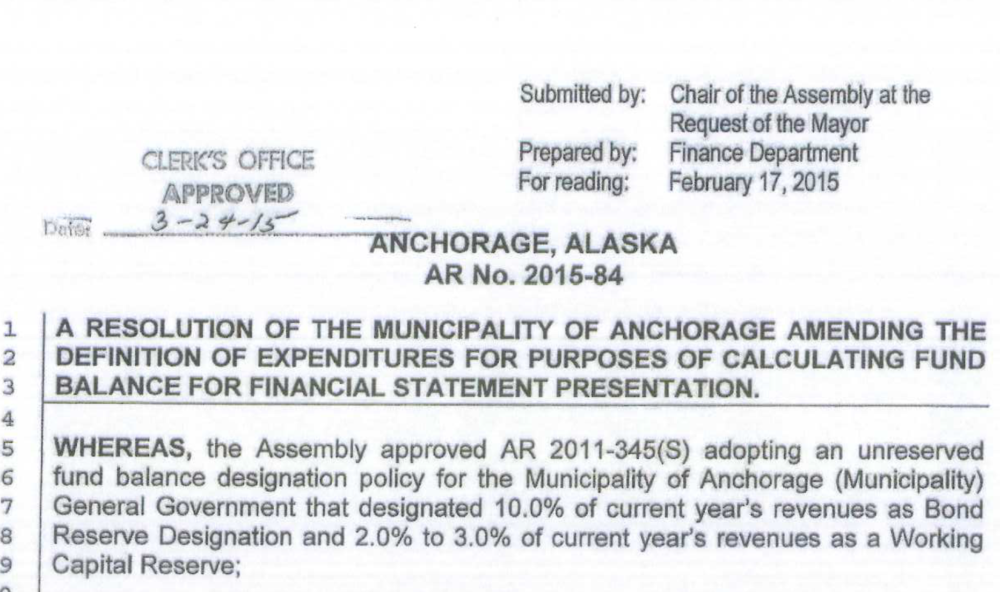 Submitted by: Chair of the Assembly at the
Request of the Mayor
Prepared by: Finance Department
For reading: February 17, 2015
CLERK'S OFFICE
APPROVED
Date: 3-24-15
ANCHORAGE, ALASKA
AR No. 2015-84
1 A RESOLUTION OF THE MUNICIPALITY OF ANCHORAGE AMENDING THE
2 DEFINITION OF EXPENDITURES FOR PURPOSES OF CALCULATING FUND
3 BALANCE FOR FINANCIAL STATEMENT PRESENTATION.
4
5 WHEREAS, the Assembly approved AR 2011-345(S) adopting an unreserved
6 fund balance designation policy for the Municipality of Anchorage (Municipality)
7 General Government that designated 10.0% of current year's revenues as Bond
8 Reserve Designation and 2.0% to 3.0% of current year's revenues as a Working
9 Capital Reserve;